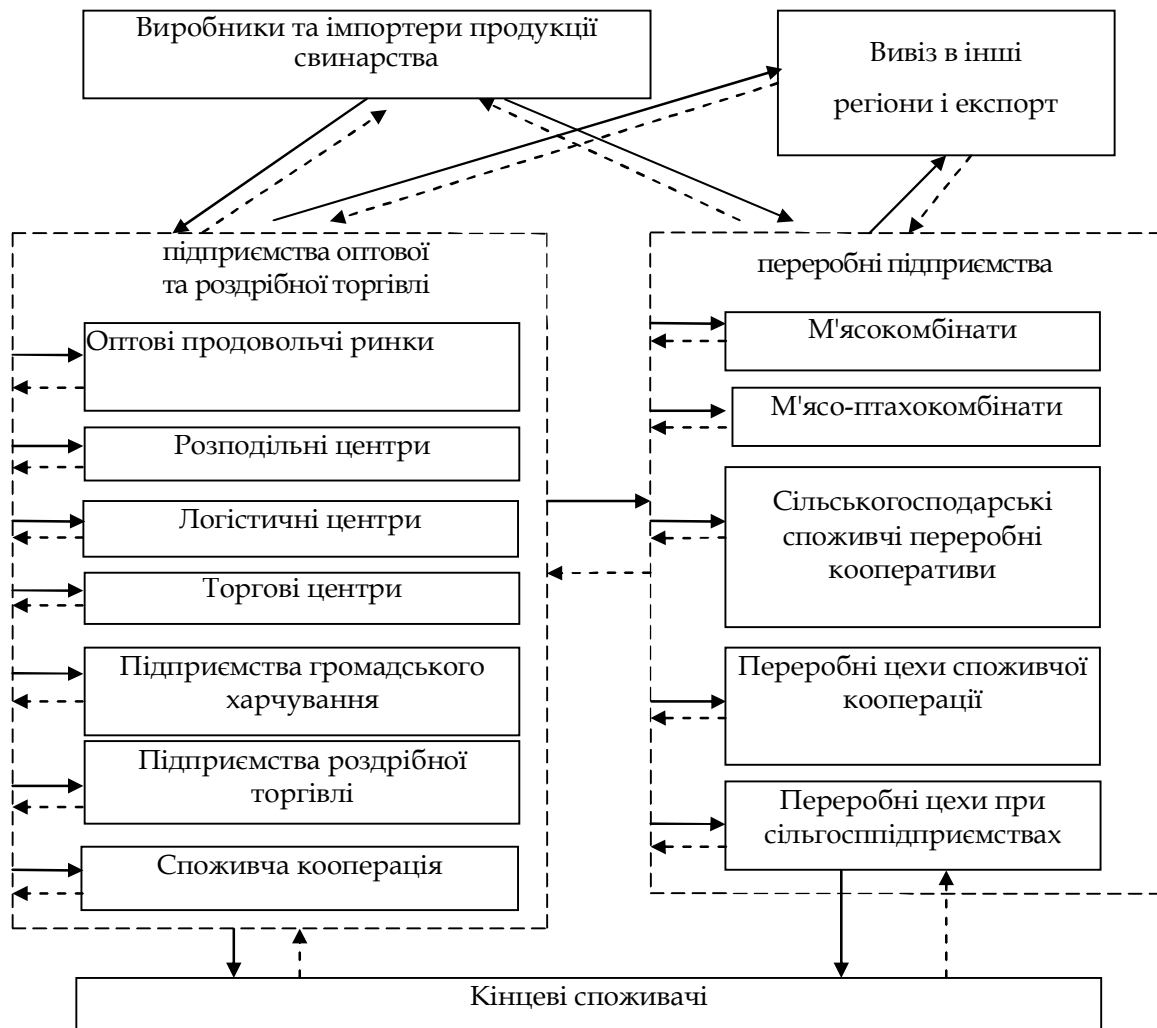 Виробники та імпортери продукції
свинарства
Вивіз в інші
регіони і експорт
підприємства оптової
та роздрібної торгівлі
Оптові продовольчі ринки
Розподільні центри
Логістичні центри
Торгові центри
Підприємства громадського
харчування
Підприємства роздрібної
торгівлі
Споживча кооперація
переробні підприємства
М'ясокомбінати
М'ясо-птахокомбінати
Сільськогосподарські
споживчі переробні
кооперативи
Переробні цехи споживчої
кооперації
Переробні цехи при
сільгосппідприємствах
Кінцеві споживачі